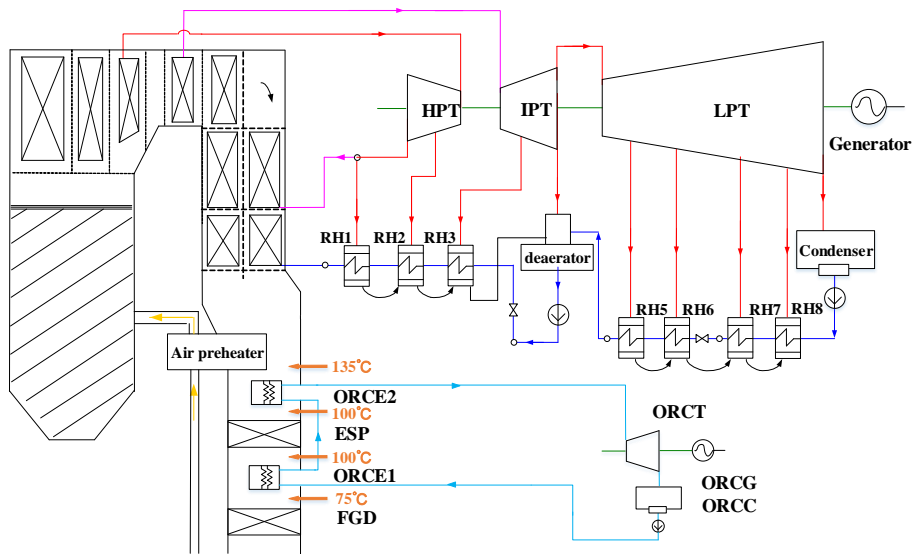 HPT
IPT
LPT
Generator
RH1
RH2
RH3
deaerator
Condenser
RH5
RH6
RH7
RH8
Air preheater
135℃
ORCE2
100℃
ESP
100℃
ORCE1
75℃
FGD
ORCT
ORCG
ORCC